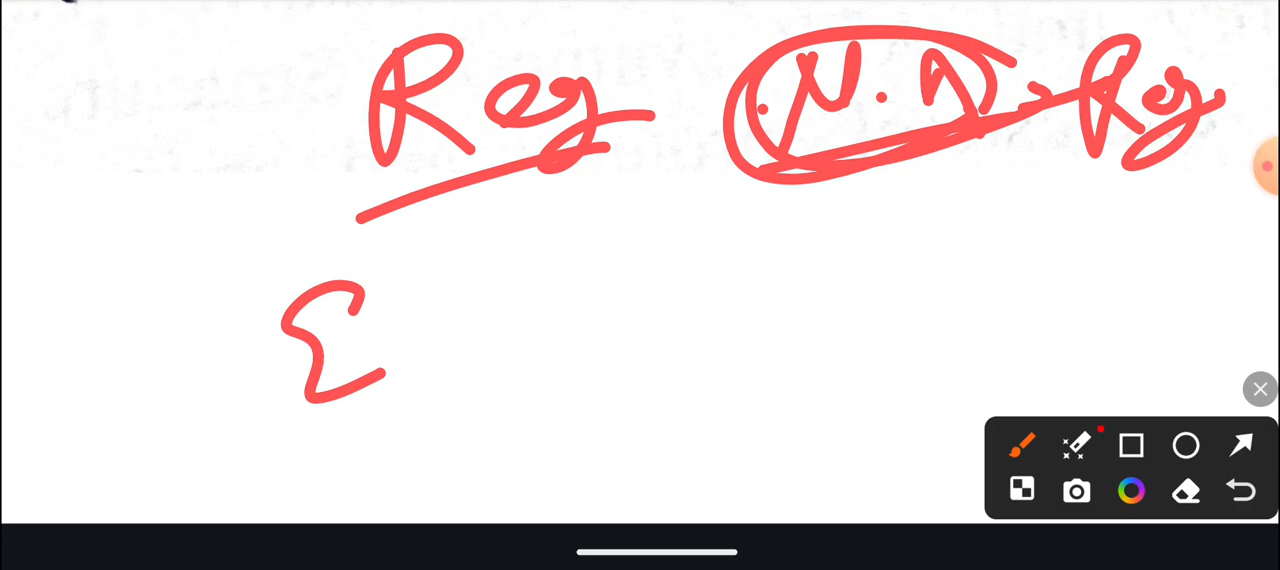 Reg (N.A) - Reg
Σ